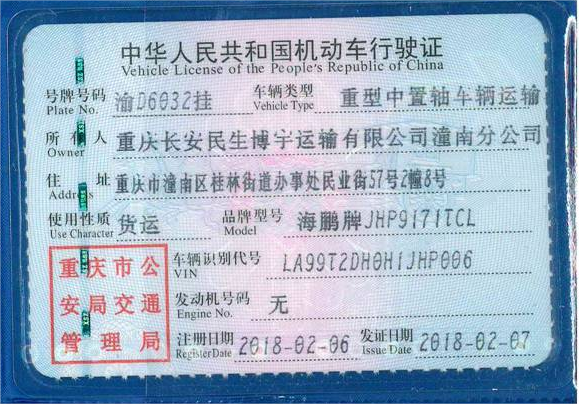 中华人民共和国机动车行驶证
Vehicle License of the People's Republic of China
号牌号码 渝D6032挂 车辆类型 重型中置轴车辆运输
Plate No. Vehicle Type
所有人 重庆长安民生博宇运输有限公司潼南分公司
Owner
住址 重庆市潼南区桂林街道办事处民业街57号2幢8号
Address
使用性质 货运 品牌型号 海鹏牌JHP9171TCL
Use Character Model
重庆市公 车辆识别代号 LA99T2DH0H1JHP006
VIN
安局交通 发动机号码 无
Engine No.
管理局 注册日期 2018-02-06 发证日期 2018-02-07
Register Date Issue Date